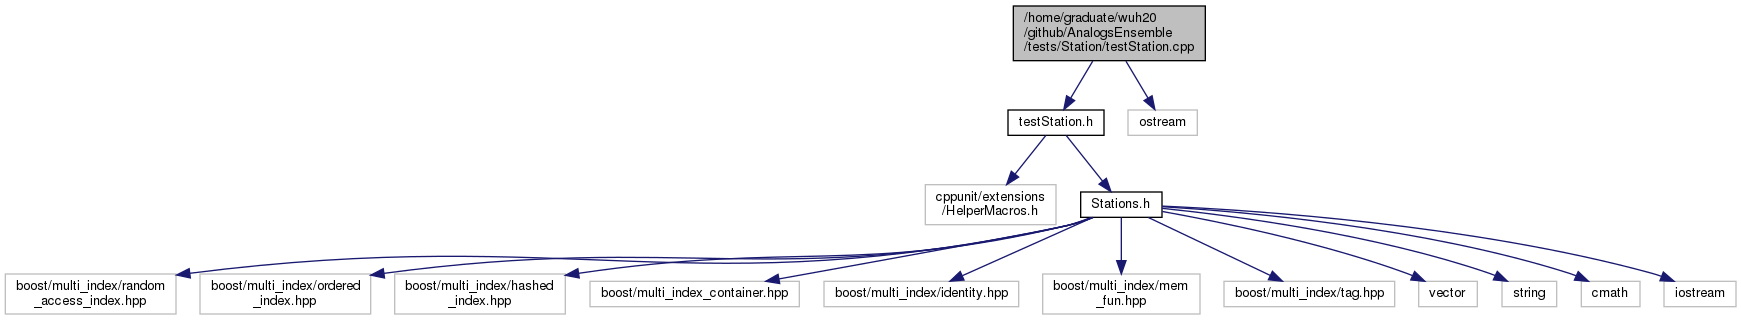 /home/graduate/wuh20
/github/AnalogsEnsemble
/tests/Station/testStation.cpp
testStation.h
ostream
cppunit/extensions
/HelperMacros.h
Stations.h
boost/multi_index/random
_access_index.hpp
boost/multi_index/ordered
_index.hpp
boost/multi_index/hashed
_index.hpp
boost/multi_index_container.hpp
boost/multi_index/identity.hpp
boost/multi_index/mem
_fun.hpp
boost/multi_index/tag.hpp
vector
string
cmath
iostream